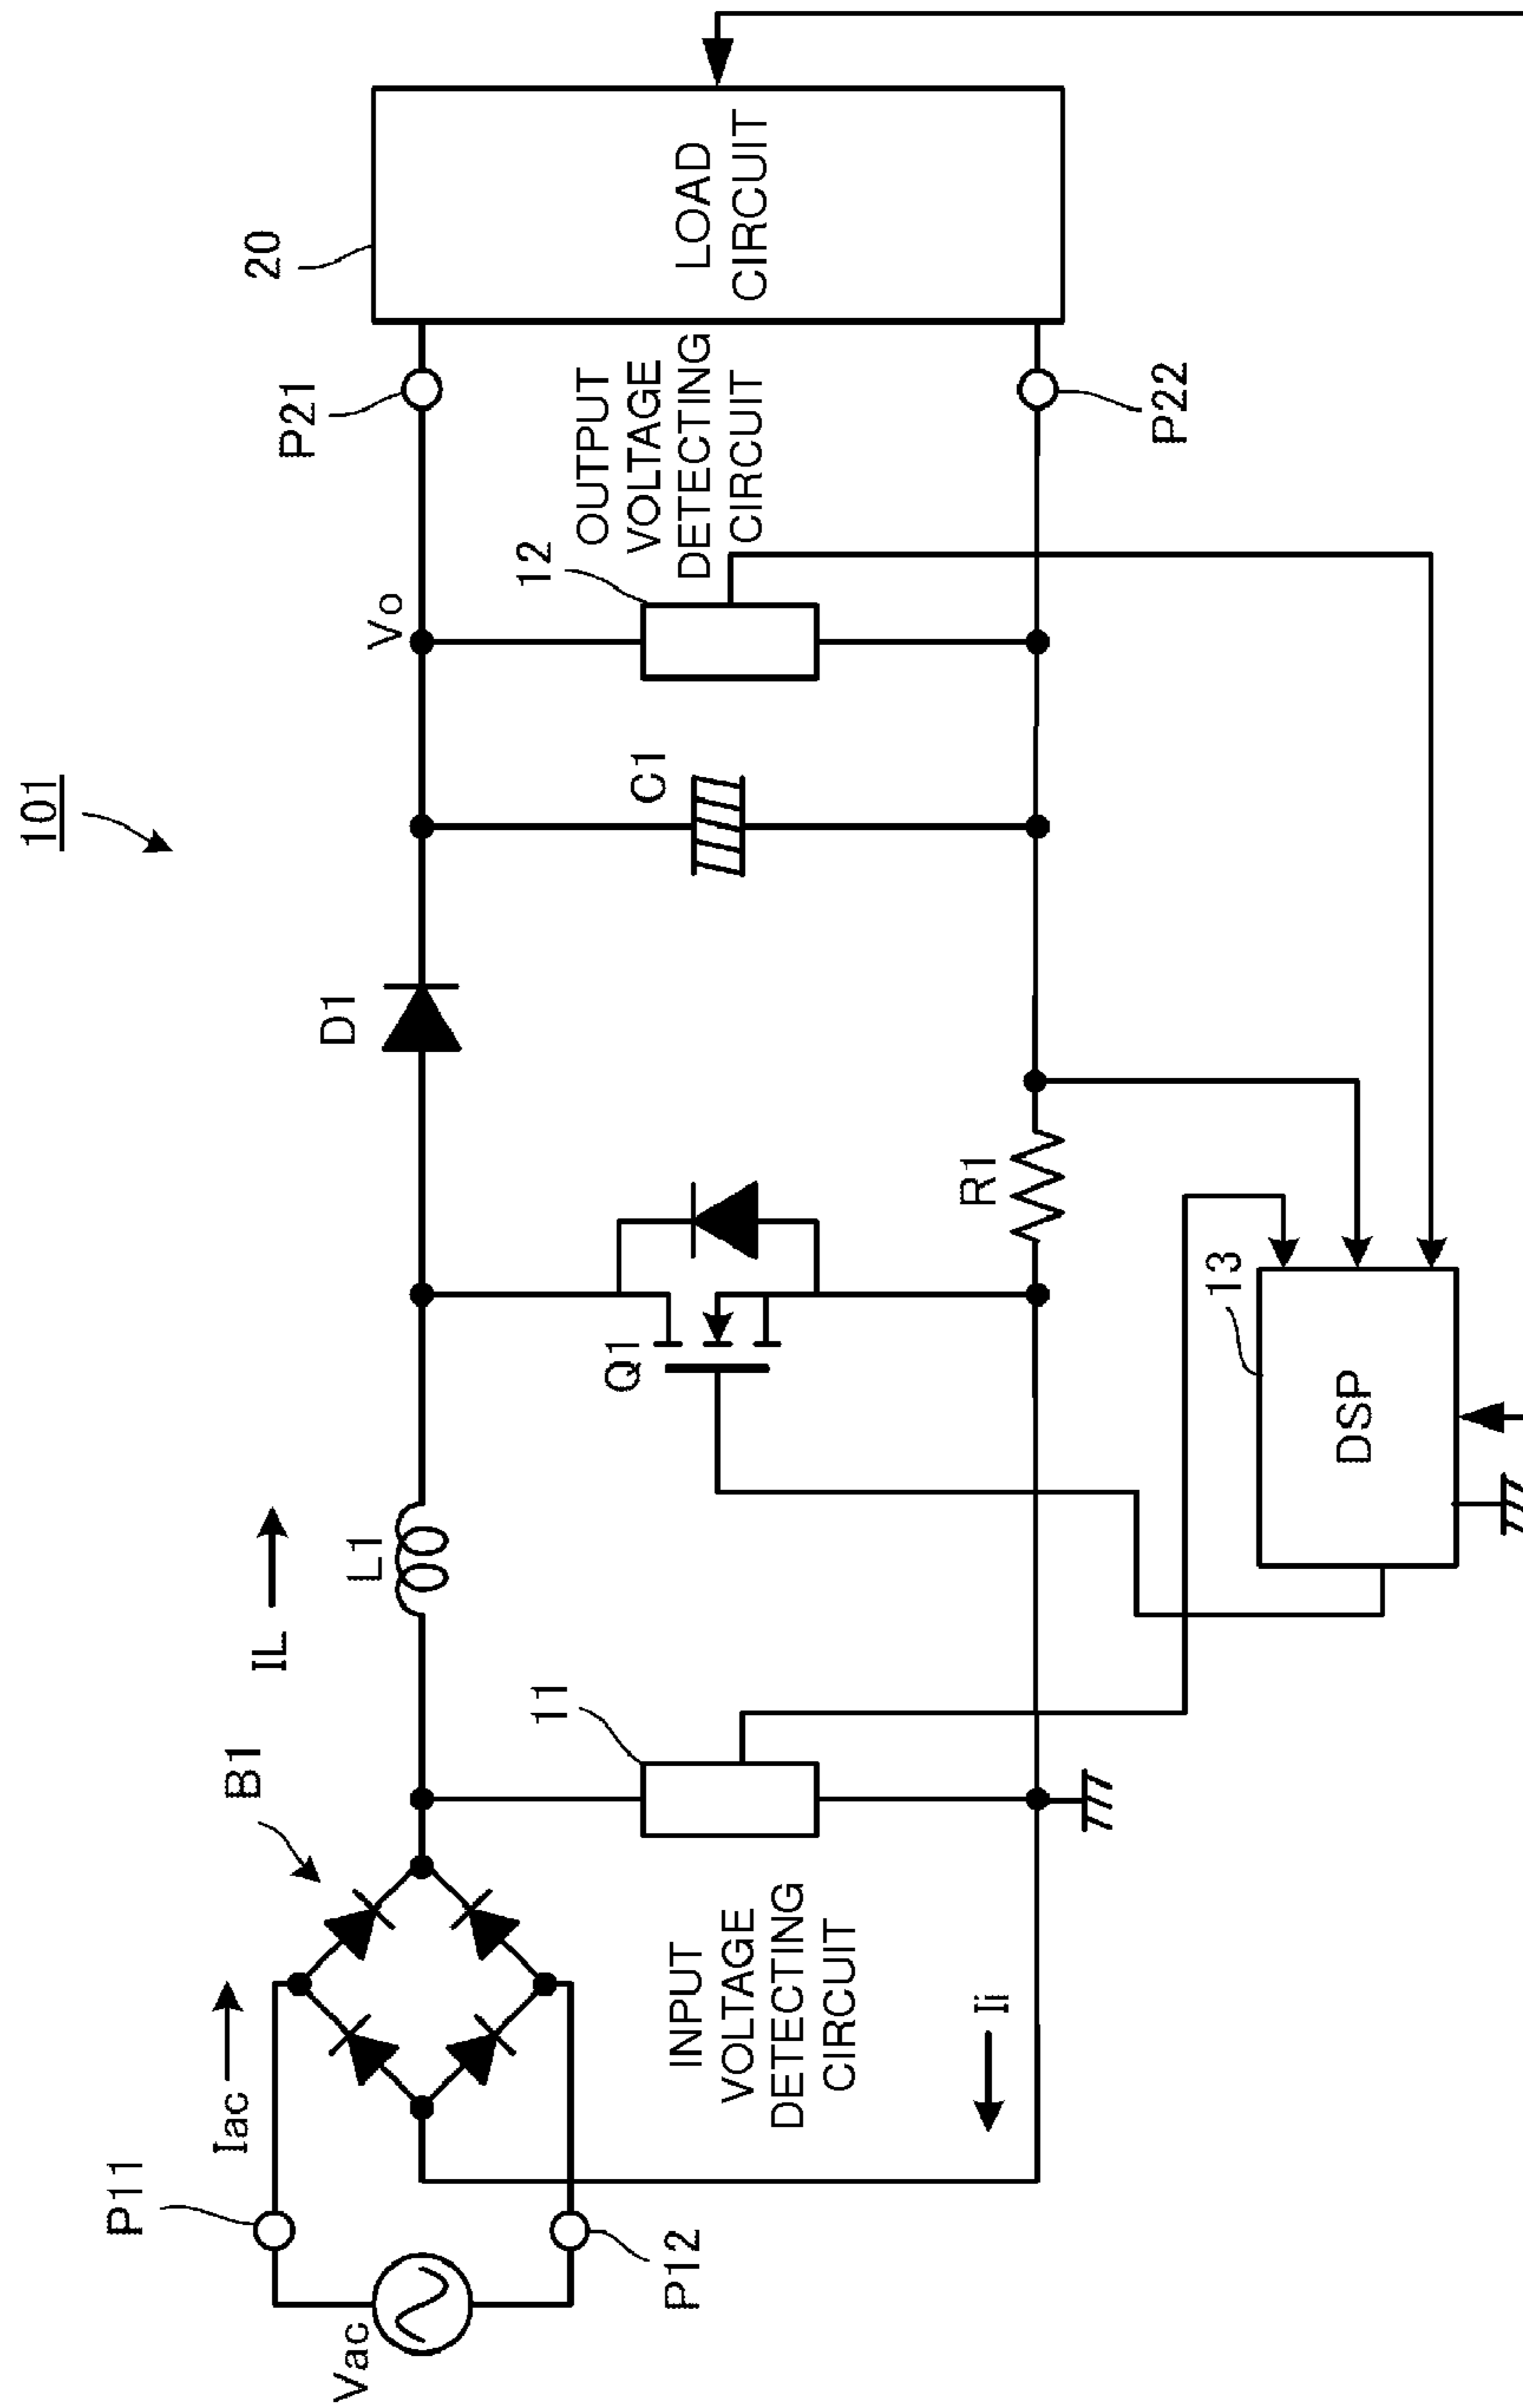 101
Vac
P11
P12
Iac
B1
INPUT
VOLTAGE
DETECTING
CIRCUIT
Ii
11
IL
L1
Q1
R1
D1
C1
Vo
12
OUTPUT
VOLTAGE
DETECTING
CIRCUIT
P21
P22
20
LOAD
CIRCUIT
13
DSP